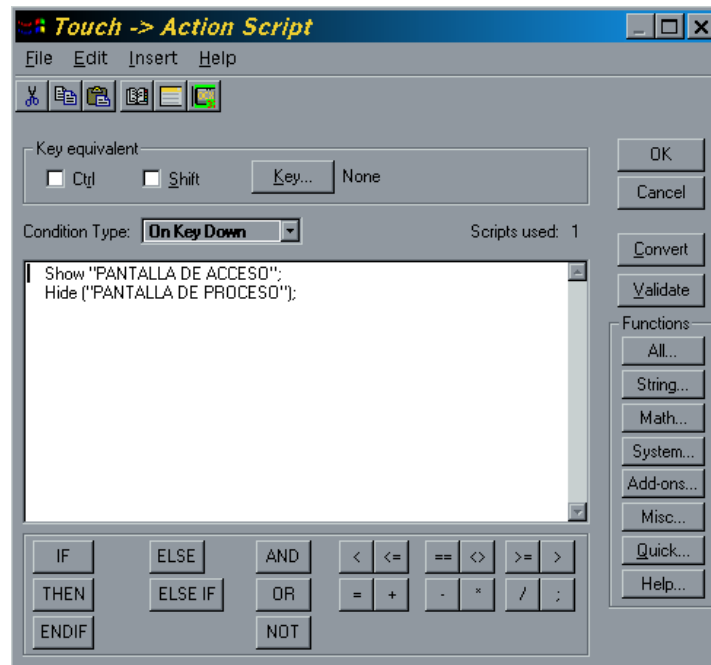 Touch -> Action Script
File Edit Insert Help
Key equivalent
Ctrl Shift Key... None
OK
Cancel
Condition Type: On Key Down Scripts used: 1
Convert
Validate
Show "PANTALLA DE ACCESO";
Hide ("PANTALLA DE PROCESO");
Functions
All...
String...
Math...
System...
Add-ons...
Misc...
Quick...
Help...
IF ELSE AND < <= == <> >= >
THEN ELSE IF OR = + - * / ;
ENDIF NOT